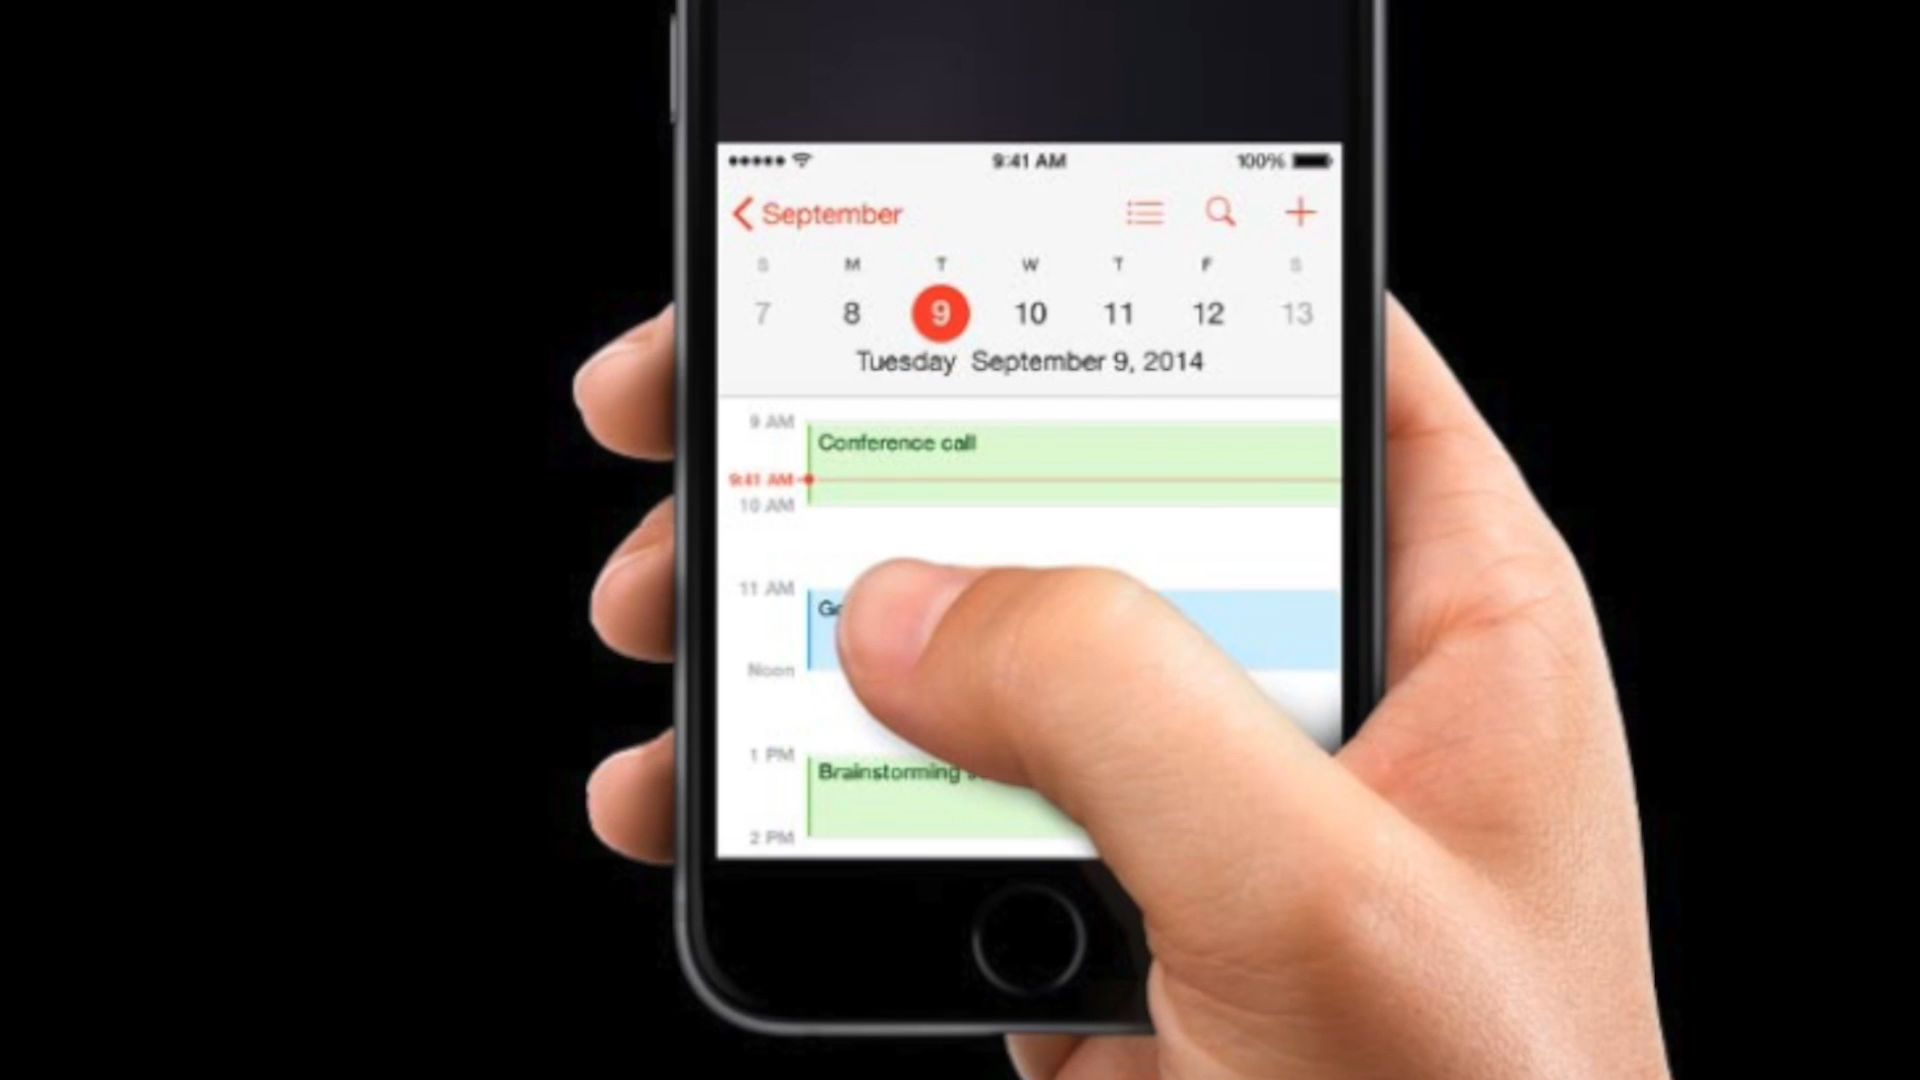 9:41 AM 100%
September
S M T W T F S
7 8 9 10 11 12 13
Tuesday September 9, 2014
9 AM
Conference call
9:41 AM
10 AM
11 AM
Noon
1 PM
Brainstorming
2 PM